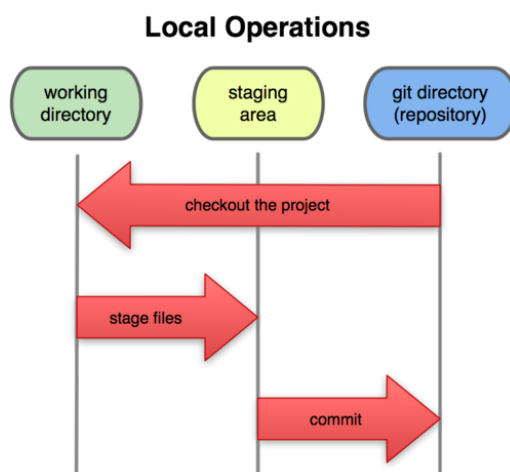 Local Operations
working
directory
staging
area
git directory
(repository)
checkout the project
stage files
commit